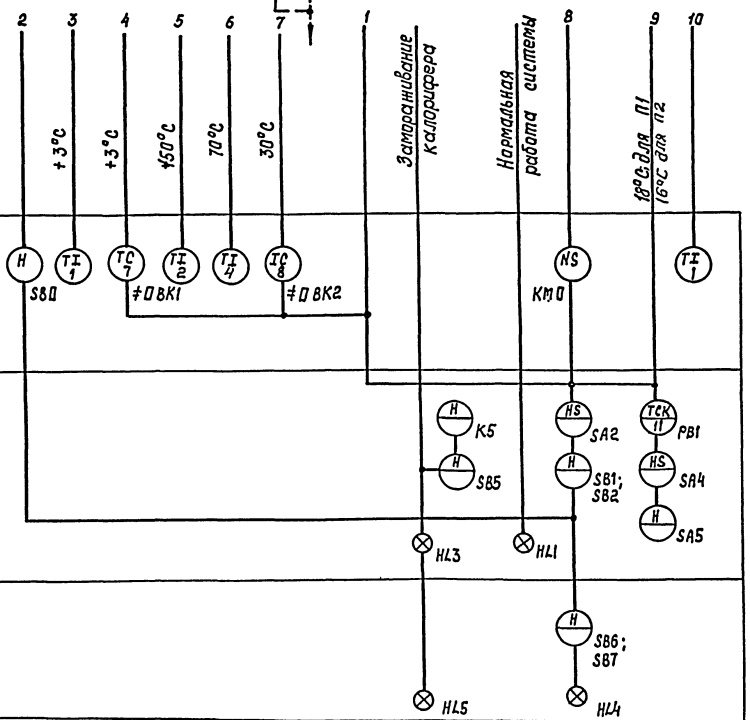 2 3 4 5 6 7 1 8 9 10
+3°С
+3°С
150°С
70°С
30°С
Замораживание
калорифера
Нормальная
работа системы
18°С для П1
16°С для П2
H
SB0
TI
1
TC
7
≠0 BK1
TI
2
TI
4
TC
8
≠0 BK2
NS
KM0
TI
1
H
K5
H
SB5
HS
SA2
H
SB1;
SB2
TCK
11
PB1
HS
SA4
H
SA5
HL3
HL1
H
SB6;
SB7
HL5
HL4